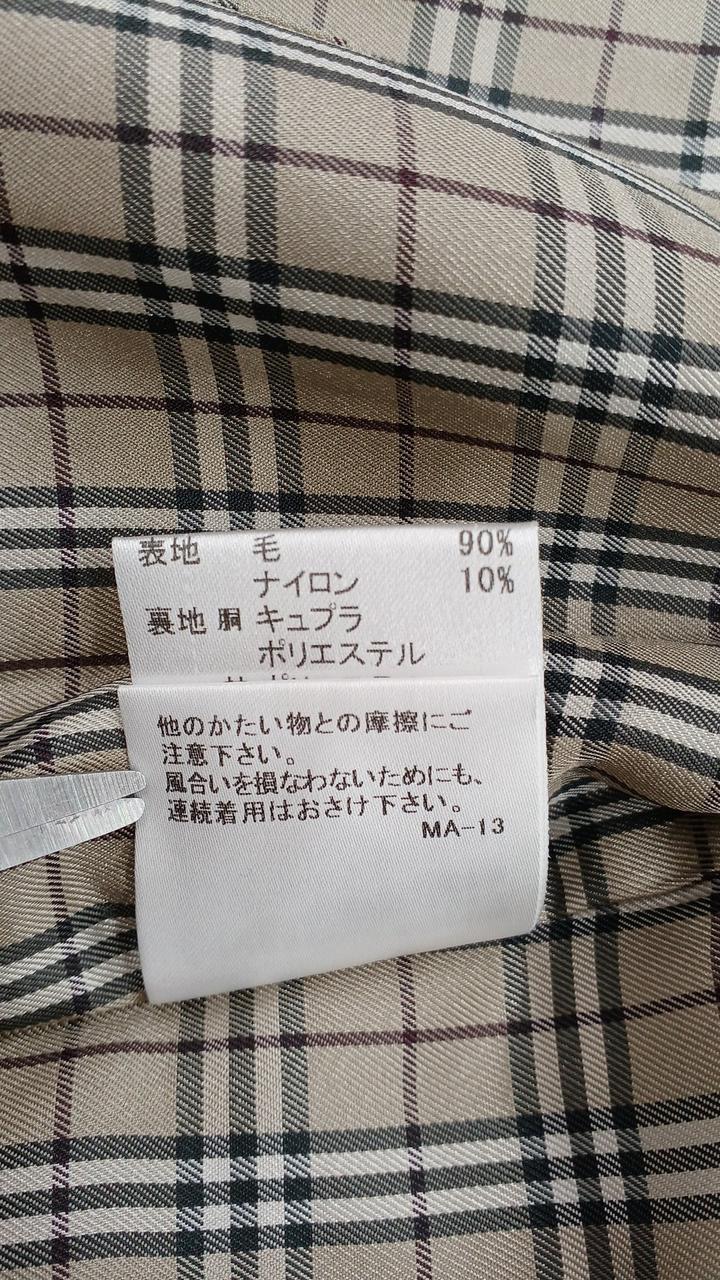 表地 毛 90%
ナイロン 10%
裏地 胴 キュプラ
ポリエステル
他のかたい物との摩擦にご
注意下さい。
風合いを損なわないためにも、
連続着用はおさけ下さい。
MA-13